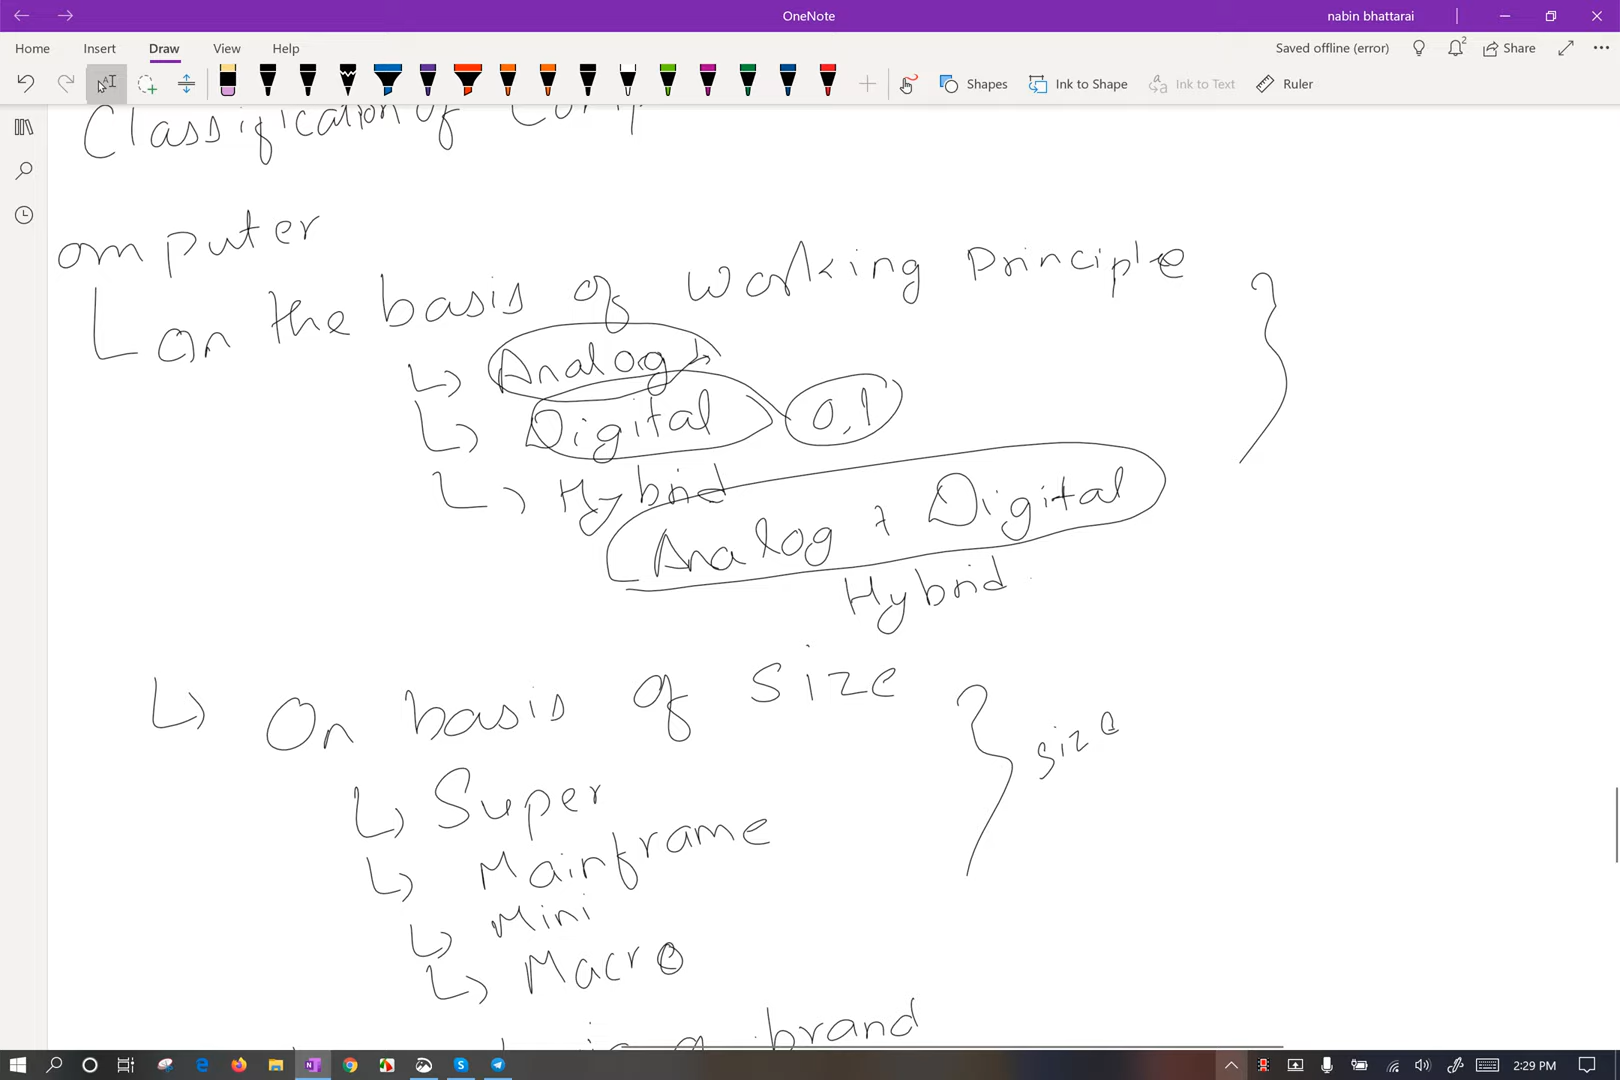 OneNote
nabin bhattarai
Home Insert Draw View Help
Saved offline (error)
2
Share
Shapes
Ink to Shape
Ink to Text
Ruler
Classification of Comp
omputer
on the basis of working principle
Analog
Digital 0,1
Hybrid
Analog + Digital
Hybrid
On basis of size
size
Super
Mainframe
Mini
Macro
brand
2:29 PM